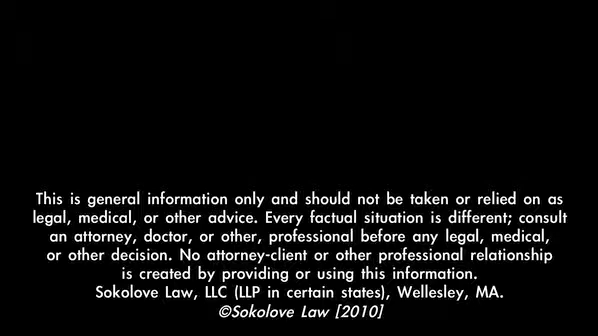 This is general information only and should not be taken or relied on as
legal, medical, or other advice. Every factual situation is different; consult
an attorney, doctor, or other, professional before any legal, medical,
or other decision. No attorney-client or other professional relationship
is created by providing or using this information.
Sokolove Law, LLC (LLP in certain states), Wellesley, MA.
©Sokolove Law [2010]